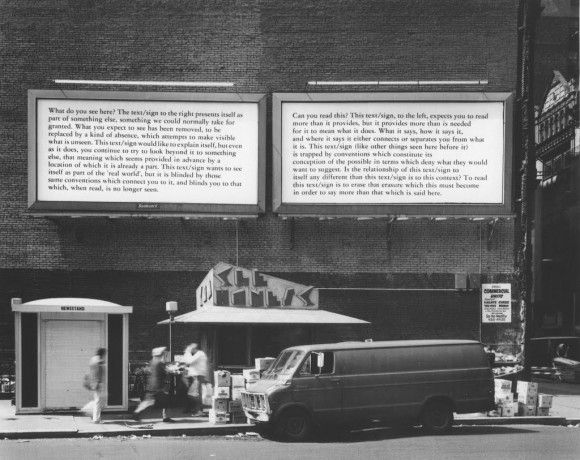 What do you see here? The text/sign to the right presents itself as
part of something else, something we could normally take for
granted. What you expect to see has been removed, to be
replaced by a kind of absence, which attempts to make visible
what is unseen. This text/sign would like to explain itself, but even
as it does, you continue to try to look beyond it to something
else, that meaning which seems provided in advance by a
location of which it is already a part. This text/sign wants to see
itself as part of the 'real world', but it is blinded by those
same conventions which connect you to it, and blinds you to that
which, when read, is no longer seen.
Can you read this? This text/sign, to the left, expects you to read
more than it provides, but it provides more than is needed
for it to mean what it does. What it says, how it says it,
and where it says it either connects or separates you from what
it is. This text/sign (like other things seen here before it)
is trapped by conventions which constitute its
conception of the possible in terms which deny what they would
want to suggest. Is the relationship of this text/sign to
itself any different than this text/sign is to this context? To read
this text/sign is to erase that erasure which this must become
in order to say more than that which is said here.
NEWSSTAND
COMMERCIAL